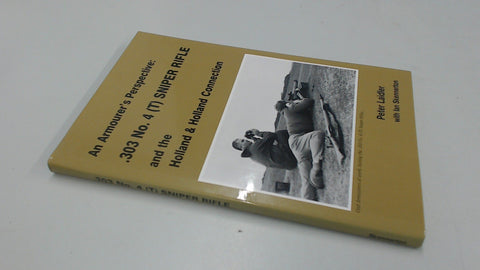 An Armourer's Perspective:
.303 No. 4 (T) SNIPER RIFLE
and the
Holland & Holland Connection
Peter Laidler
with Ian Skennerton
.303 No. 4 (T) SNIPER RIFLE
Skennerton